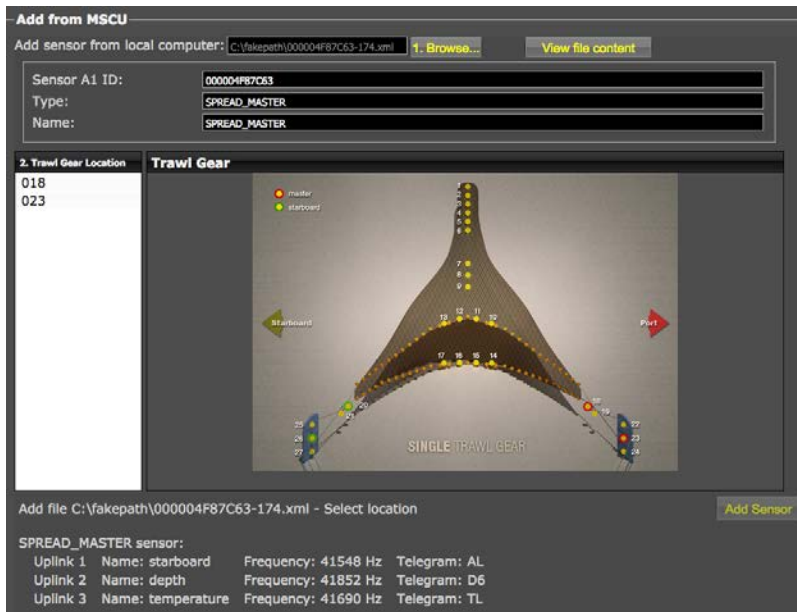 Add from MSCU
Add sensor from local computer: C:\fakepath\000004F87C63-174.xml 1. Browse... View file content
Sensor A1 ID: 000004F87C63
Type: SPREAD_MASTER
Name: SPREAD_MASTER
2. Trawl Gear Location Trawl Gear
018
023
master
starboard
1
2
3
4
5
6
7
8
9
13 12 11 10
Starboard Port
17 16 15 14
20 18
21 19
25 22
26 23
27 24
SINGLE TRAWL GEAR
Add file C:\fakepath\000004F87C63-174.xml - Select location Add Sensor
SPREAD_MASTER sensor:
Uplink 1 Name: starboard Frequency: 41548 Hz Telegram: AL
Uplink 2 Name: depth Frequency: 41852 Hz Telegram: D6
Uplink 3 Name: temperature Frequency: 41690 Hz Telegram: TL